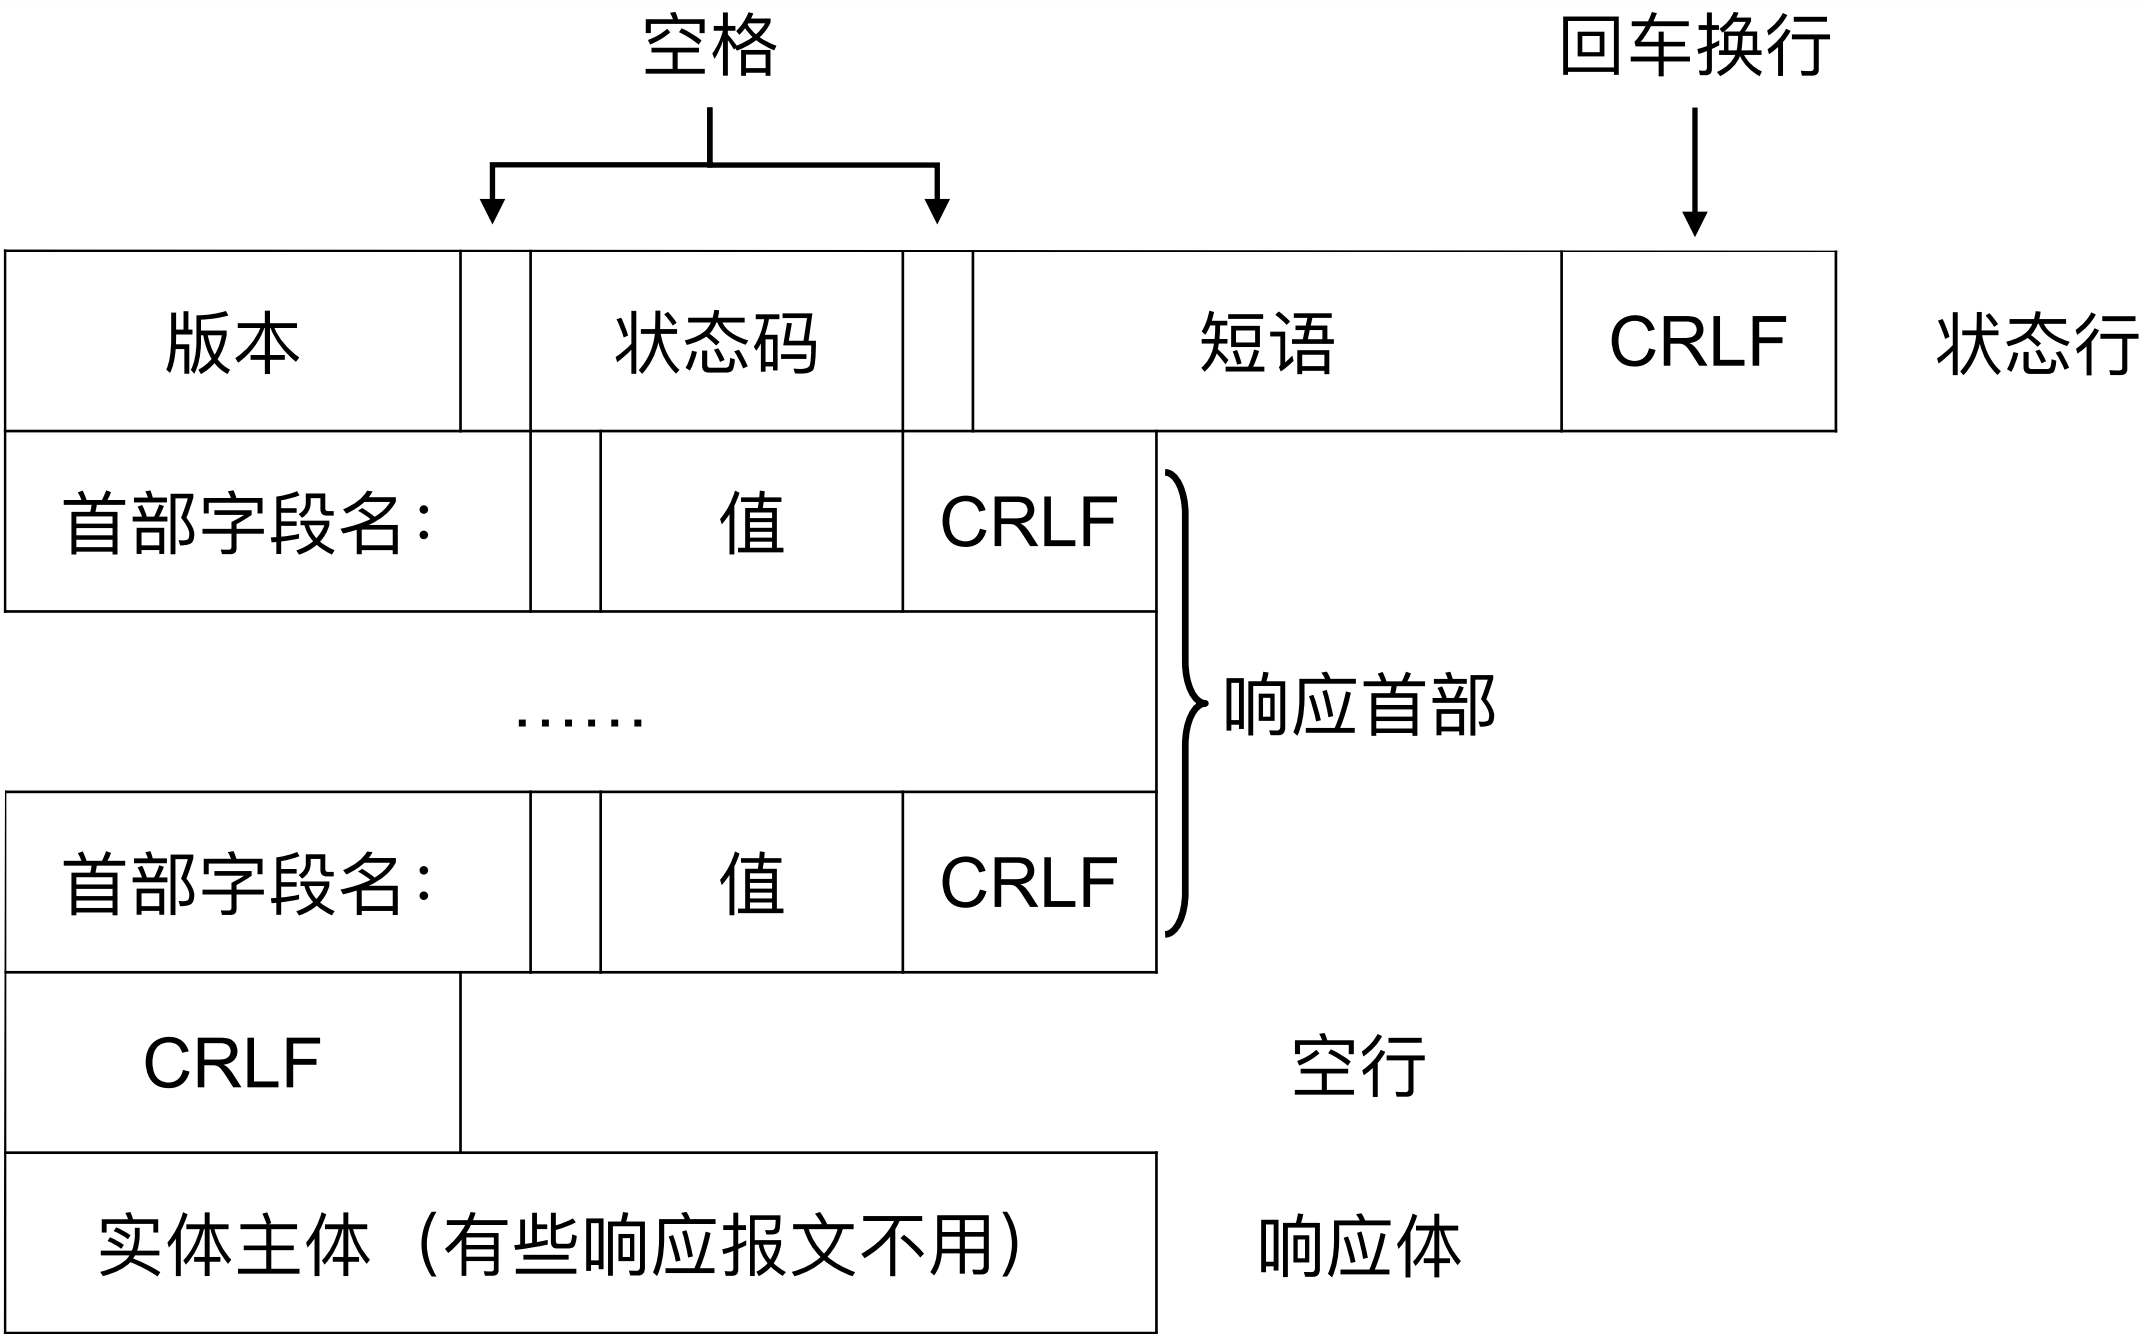 空格 回车换行
版本 状态码 短语 CRLF 状态行
首部字段名： 值 CRLF
……
响应首部
首部字段名： 值 CRLF
CRLF 空行
实体主体（有些响应报文不用） 响应体